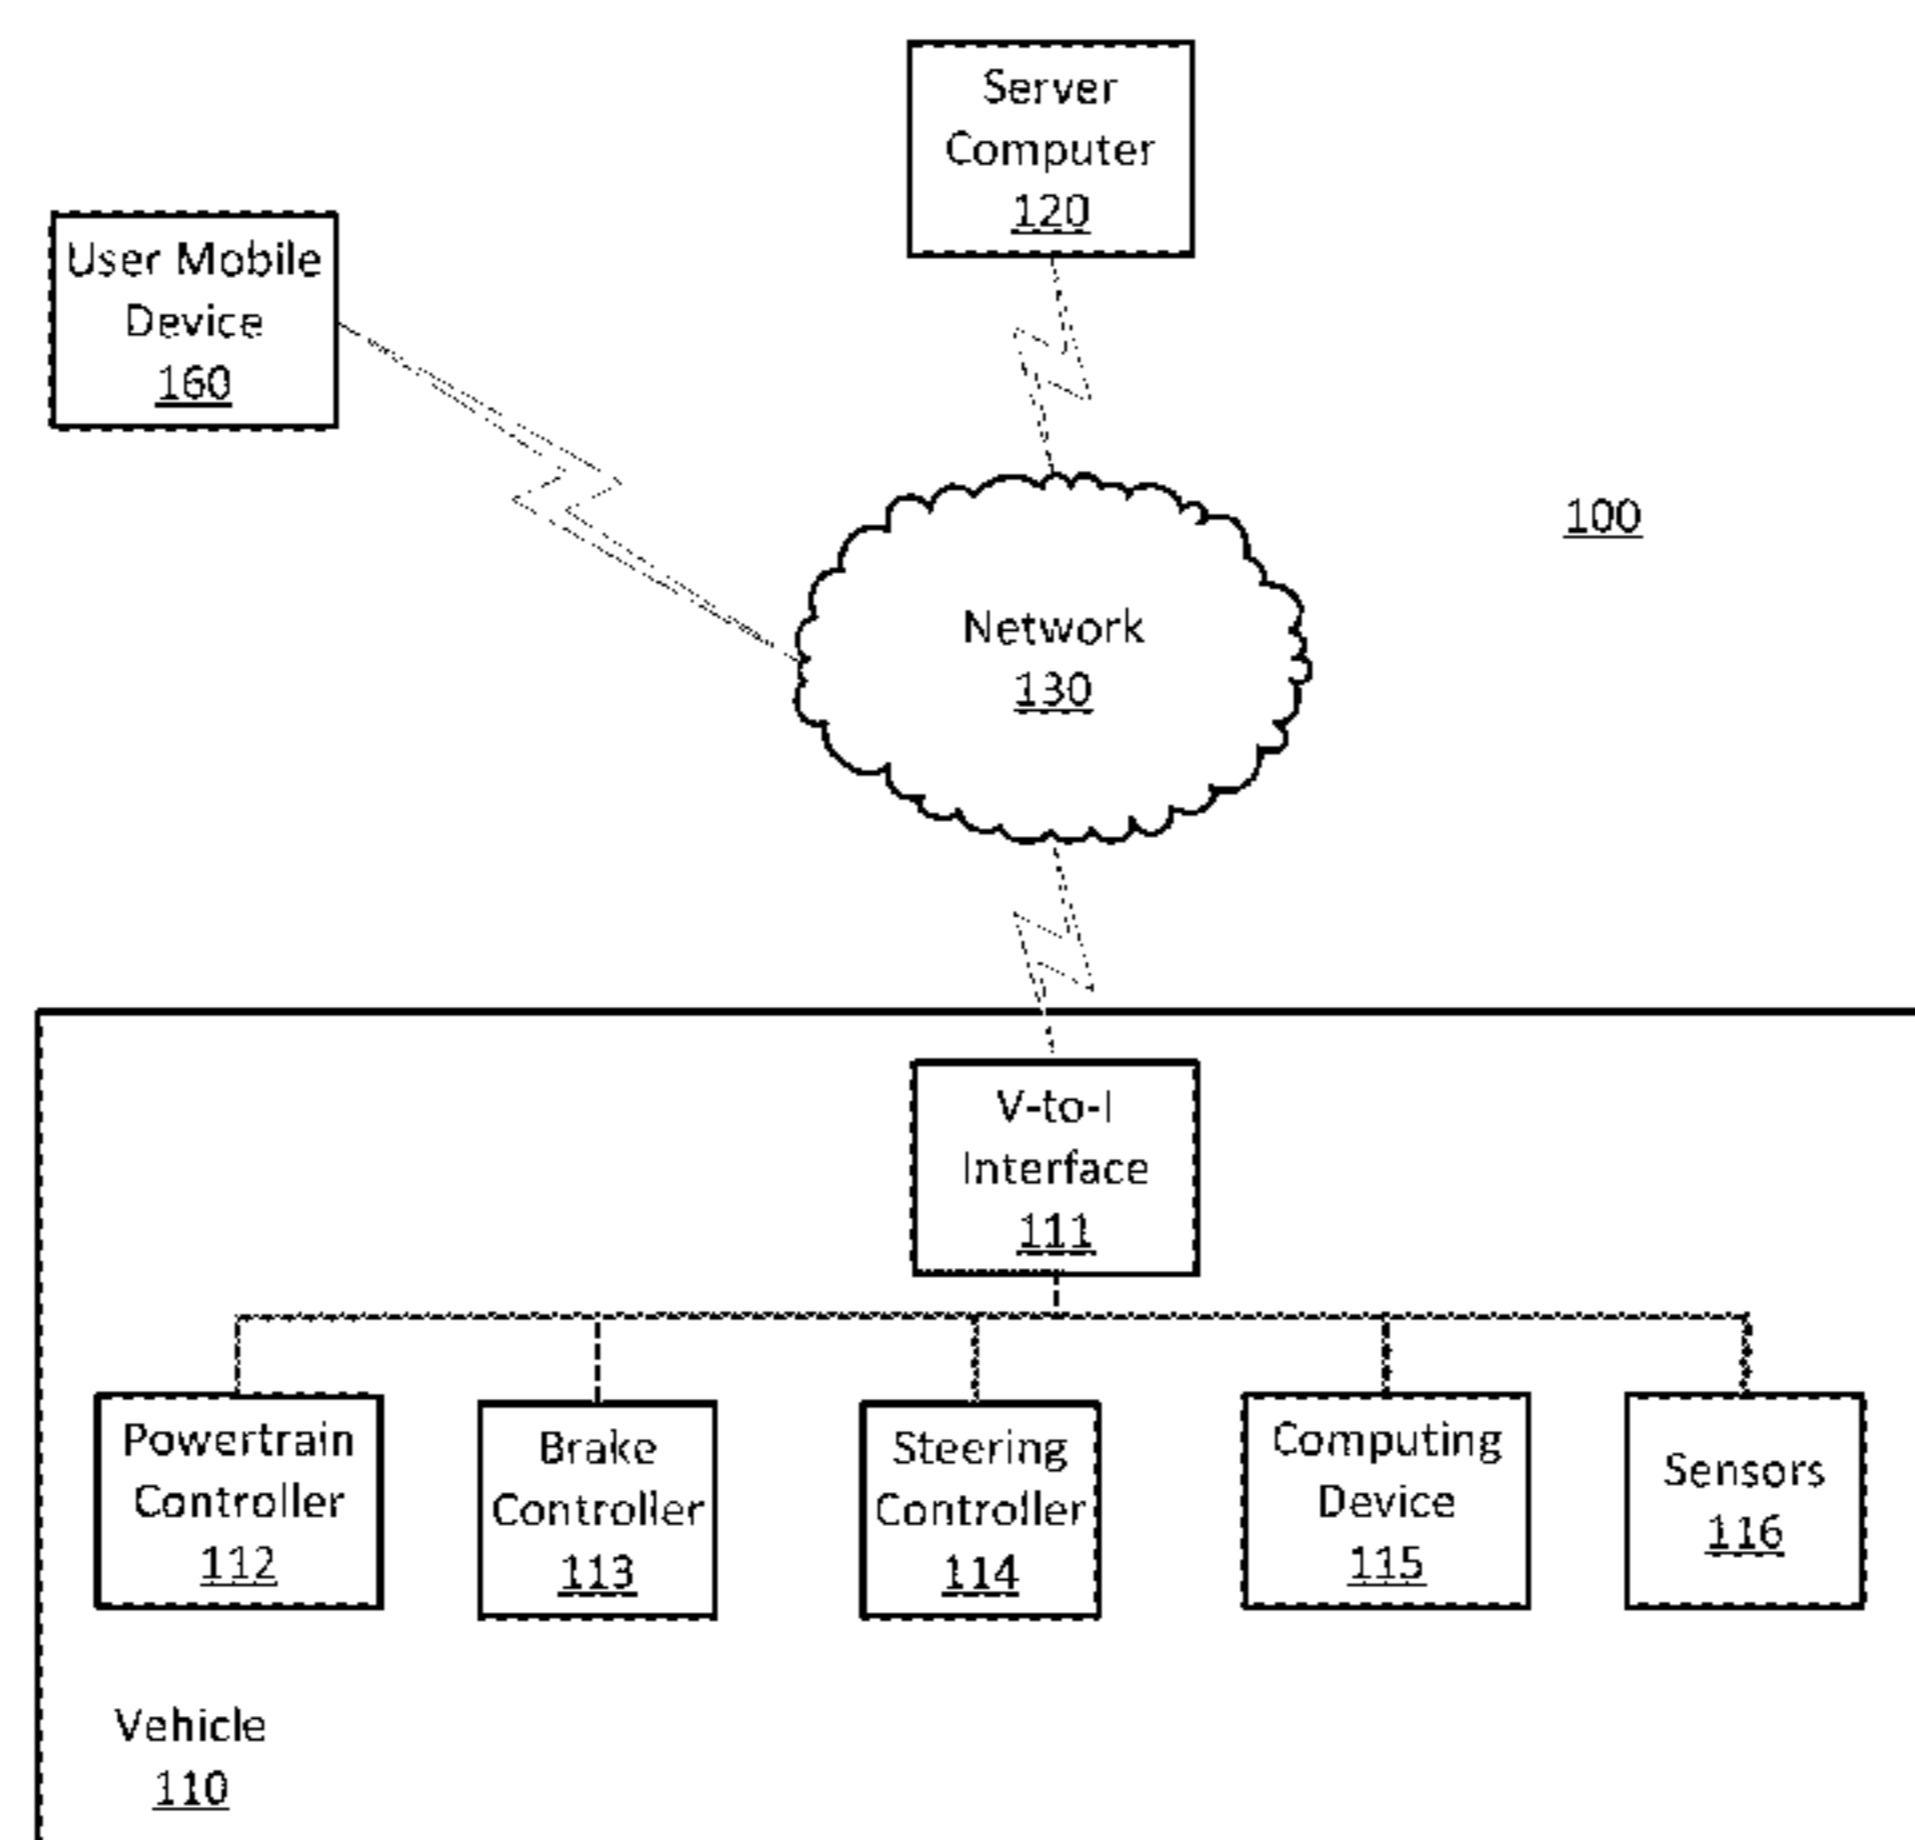 Server
Computer
120
User Mobile
Device
160
100
Network
130
V-to-I
Interface
111
Powertrain
Controller
112
Brake
Controller
113
Steering
Controller
114
Computing
Device
115
Sensors
116
Vehicle
110